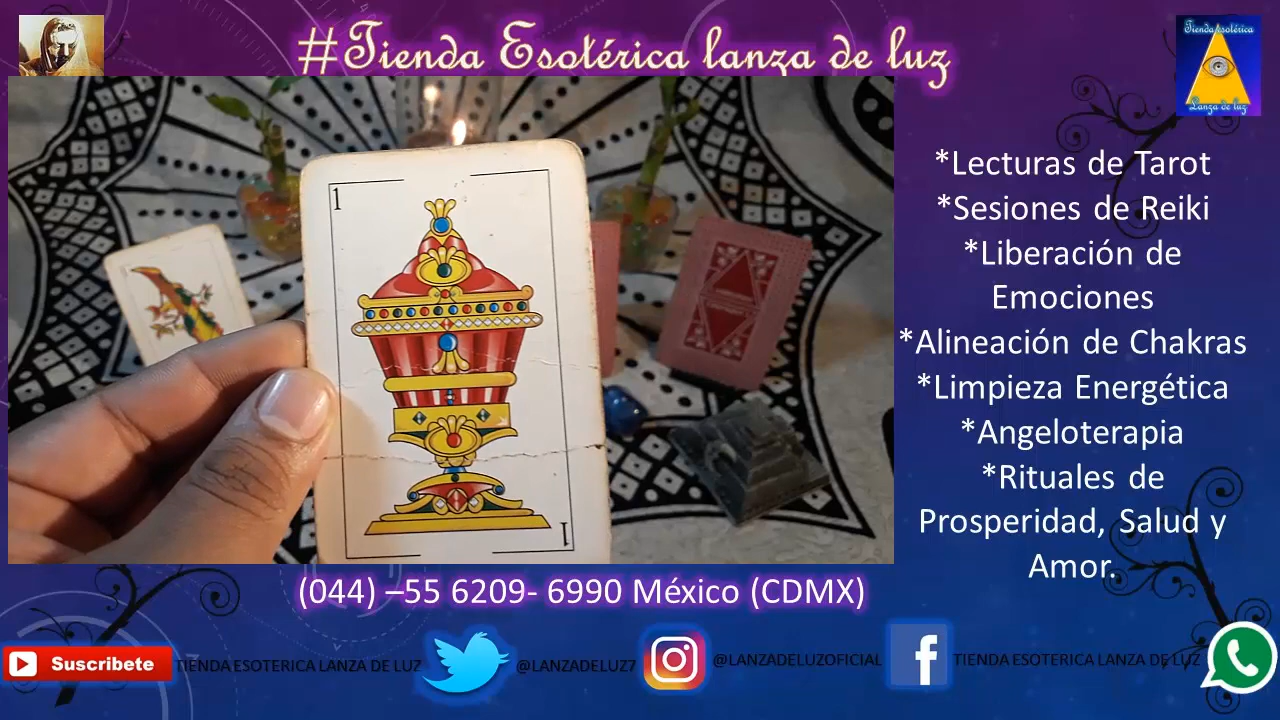 #Tienda Esotérica lanza de luz
Tienda Esotérica
Lanza de luz
1
1
*Lecturas de Tarot
*Sesiones de Reiki
*Liberación de
Emociones
*Alineación de Chakras
*Limpieza Energética
*Angeloterapia
*Rituales de
Prosperidad, Salud y
Amor.
(044) –55 6209- 6990 México (CDMX)
Suscribete
TIENDA ESOTERICA LANZA DE LUZ
@LANZADELUZ7
@LANZADELUZOFICIAL
TIENDA ESOTERICA LANZA DE LUZ